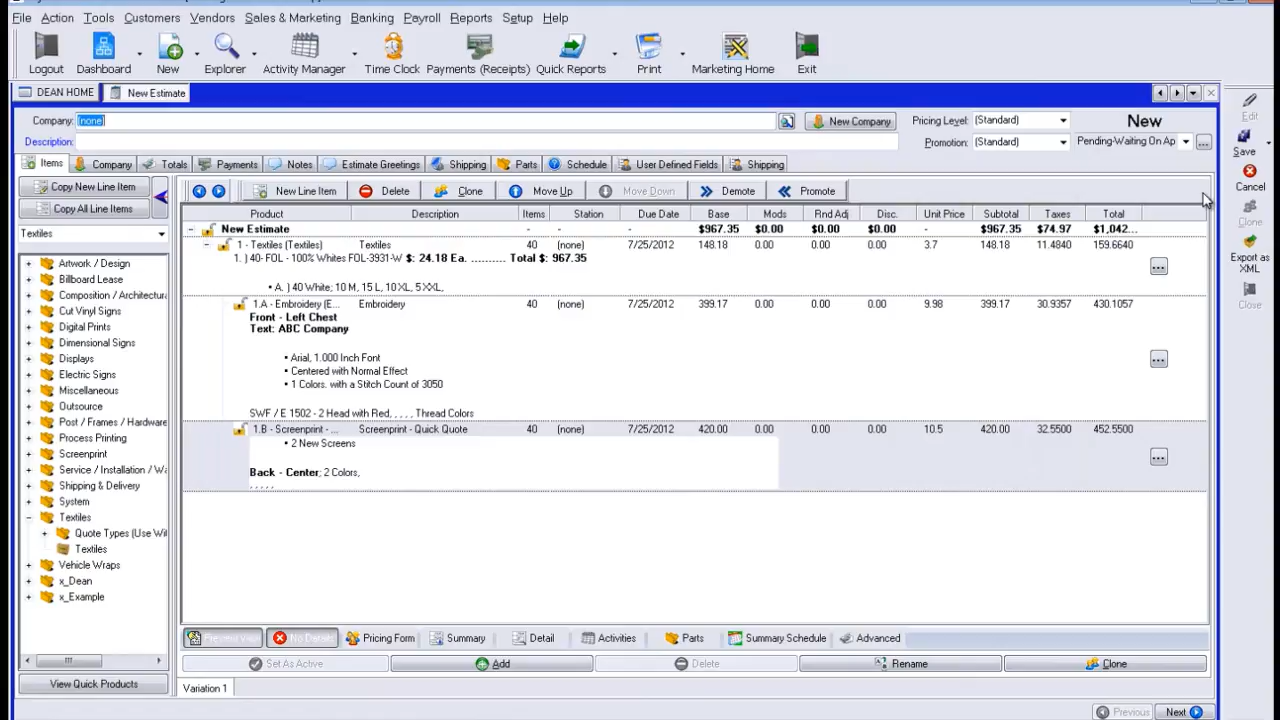 File Action Tools Customers Vendors Sales & Marketing Banking Payroll Reports Setup Help
Logout Dashboard New Explorer Activity Manager Time Clock Payments (Receipts) Quick Reports Print Marketing Home Exit
DEAN HOME New Estimate
Company: (none) New Company Pricing Level: (Standard) New
Description: Promotion: (Standard) Pending-Waiting On Ap ...
Items Company Totals Payments Notes Estimate Greetings Shipping Parts Schedule User Defined Fields Shipping
Copy New Line Item
Copy All Line Items
New Line Item Delete Clone Move Up Move Down Demote Promote
Textiles
Artwork / Design
Billboard Lease
Composition / Architectura
Cut Vinyl Signs
Digital Prints
Dimensional Signs
Displays
Electric Signs
Miscellaneous
Outsource
Post / Frames / Hardware
Process Printing
Screenprint
Service / Installation / Wa
Shipping & Delivery
System
Textiles
Quote Types (Use Wit
Textiles
Vehicle Wraps
x_Dean
x_Example
View Quick Products
Product Description Items Station Due Date Base Mods Rnd Adj Disc. Unit Price Subtotal Taxes Total
New Estimate - - - - $967.35 $0.00 $0.00 $0.00 - $967.35 $74.97 $1,042...
1 - Textiles (Textiles) Textiles 40 (none) 7/25/2012 148.18 0.00 0.00 0.00 3.7 148.18 11.4840 159.6640
1. ) 40- FOL - 100% Whites FOL-3931-W $: 24.18 Ea. .......... Total $: 967.35
• A. ) 40 White; 10 M, 15 L, 10 XL, 5 XXL,
1.A - Embroidery (E... Embroidery 40 (none) 7/25/2012 399.17 0.00 0.00 0.00 9.98 399.17 30.9357 430.1057
Front - Left Chest
Text: ABC Company
• Arial, 1.000 Inch Font
• Centered with Normal Effect
• 1 Colors. with a Stitch Count of 3050
SWF / E 1502 - 2 Head with Red, , , , , Thread Colors
1.B - Screenprint - ... Screenprint - Quick Quote 40 (none) 7/25/2012 420.00 0.00 0.00 0.00 10.5 420.00 32.5500 452.5500
• 2 New Screens
Back - Center; 2 Colors,
, , , , ,
No Details Pricing Form Summary Detail Activities Parts Summary Schedule Advanced
Set As Active Add Delete Rename Clone
Variation 1
Previous Next
Edit
Save
Cancel
Clone
Export as
XML
Close